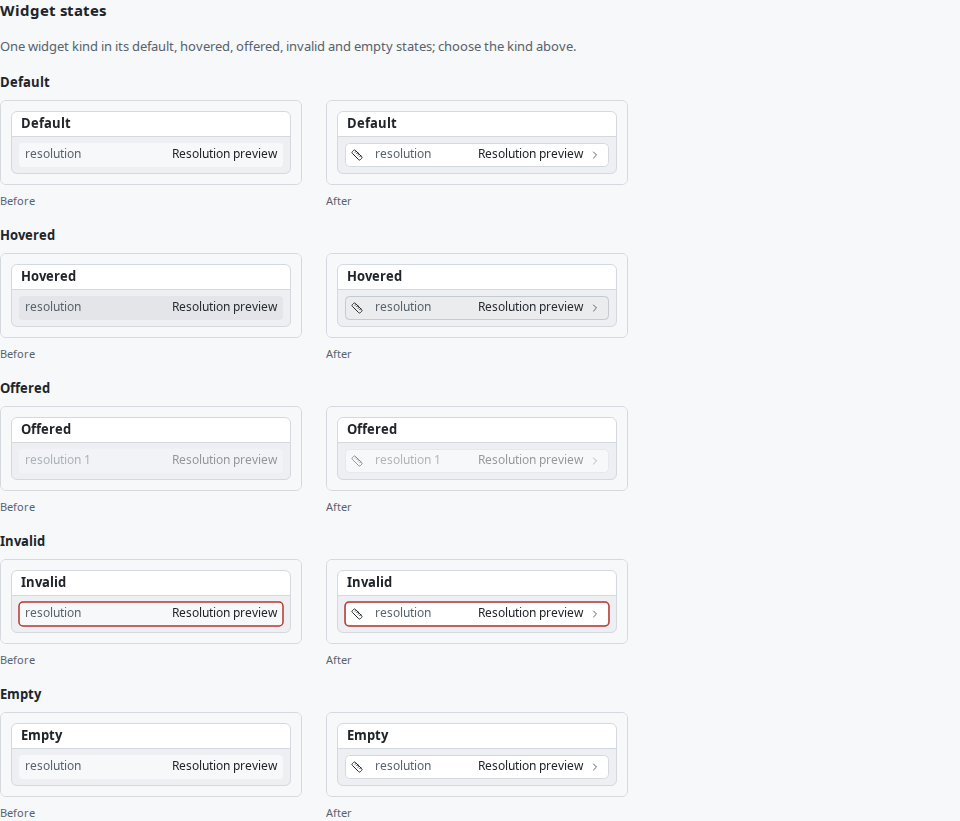 Widget states
One widget kind in its default, hovered, offered, invalid and empty states; choose the kind above.
Default
Default
resolution Resolution preview
Default
resolution Resolution preview
Before
After
Hovered
Hovered
resolution Resolution preview
Hovered
resolution Resolution preview
Before
After
Offered
Offered
resolution 1 Resolution preview
Offered
resolution 1 Resolution preview
Before
After
Invalid
Invalid
resolution Resolution preview
Invalid
resolution Resolution preview
Before
After
Empty
Empty
resolution Resolution preview
Empty
resolution Resolution preview
Before
After